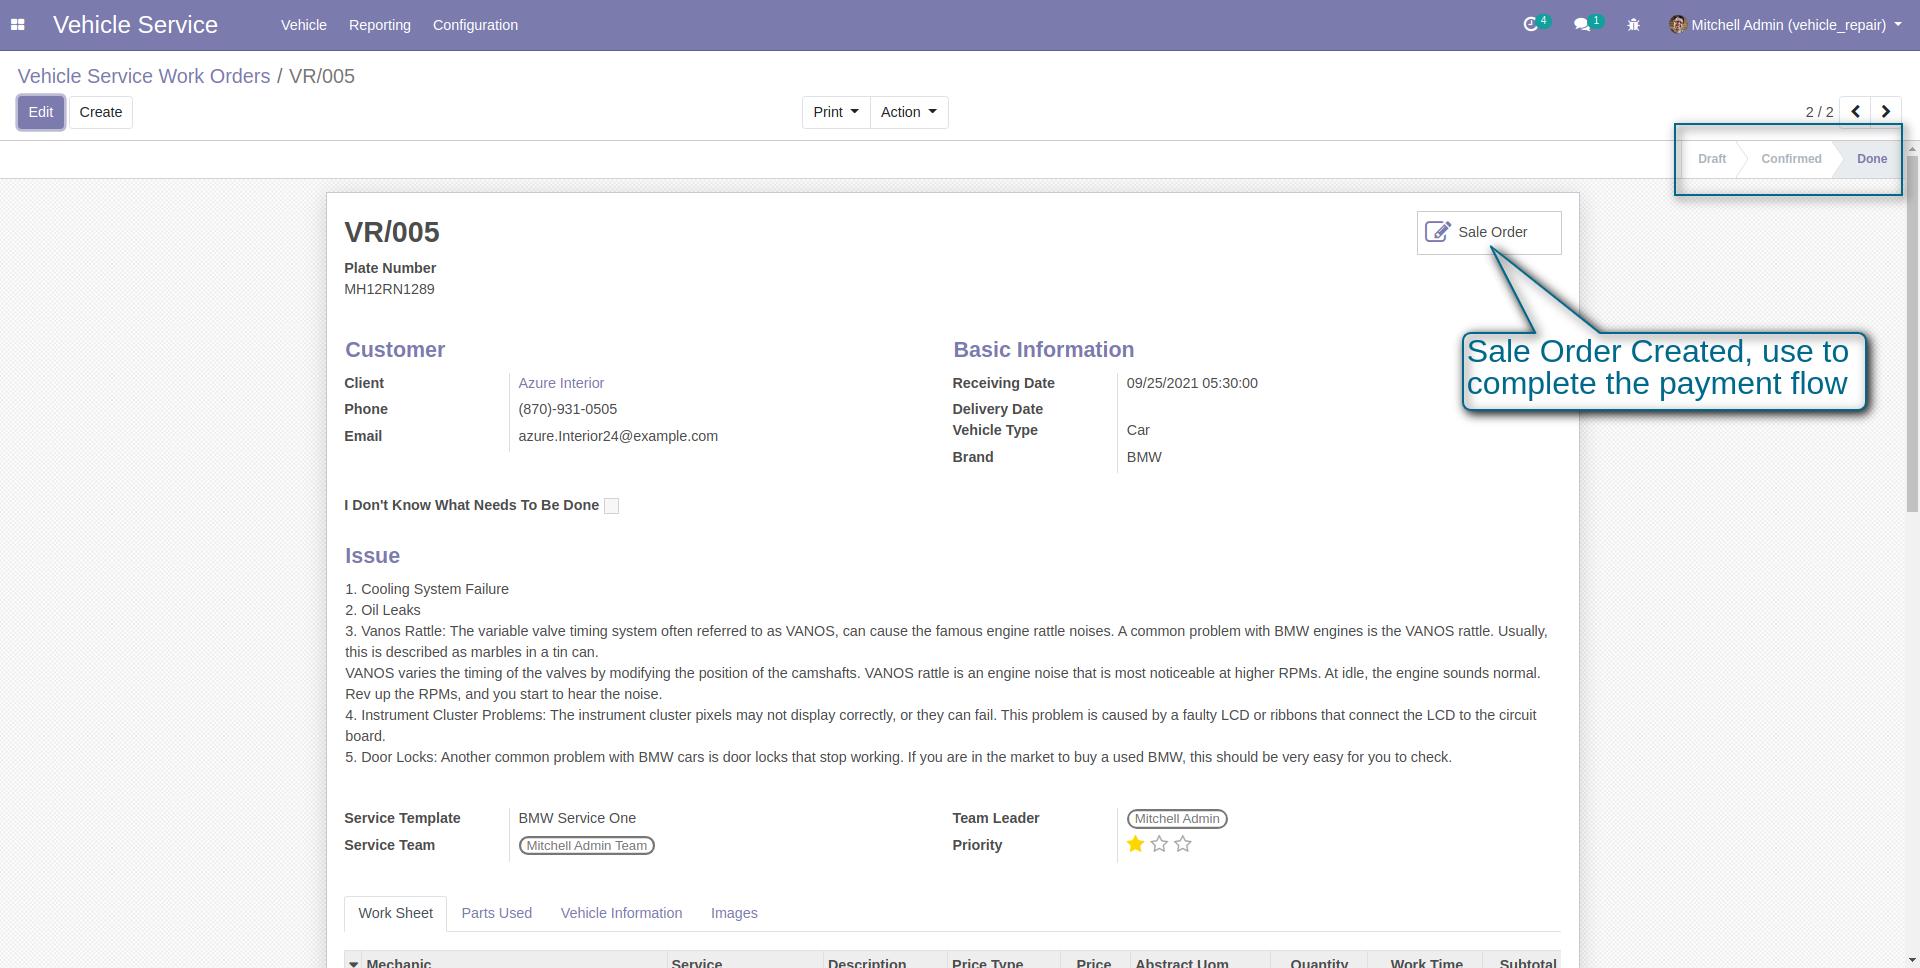 Vehicle Service Vehicle Reporting Configuration 4 1 Mitchell Admin (vehicle_repair)
Vehicle Service Work Orders / VR/005
Edit Create Print Action 2 / 2
Draft Confirmed Done
VR/005 Sale Order
Plate Number
MH12RN1289
Sale Order Created, use to
complete the payment flow
Customer Basic Information
Client Azure Interior Receiving Date 09/25/2021 05:30:00
Phone (870)-931-0505 Delivery Date
Vehicle Type Car
Email azure.Interior24@example.com
Brand BMW
I Don't Know What Needs To Be Done
Issue
1. Cooling System Failure
2. Oil Leaks
3. Vanos Rattle: The variable valve timing system often referred to as VANOS, can cause the famous engine rattle noises. A common problem with BMW engines is the VANOS rattle. Usually,
this is described as marbles in a tin can.
VANOS varies the timing of the valves by modifying the position of the camshafts. VANOS rattle is an engine noise that is most noticeable at higher RPMs. At idle, the engine sounds normal.
Rev up the RPMs, and you start to hear the noise.
4. Instrument Cluster Problems: The instrument cluster pixels may not display correctly, or they can fail. This problem is caused by a faulty LCD or ribbons that connect the LCD to the circuit
board.
5. Door Locks: Another common problem with BMW cars is door locks that stop working. If you are in the market to buy a used BMW, this should be very easy for you to check.
Service Template BMW Service One Team Leader Mitchell Admin
Service Team Mitchell Admin Team Priority
Work Sheet Parts Used Vehicle Information Images
Mechanic Service Description Price Type Price Abstract Uom Quantity Work Time Subtotal